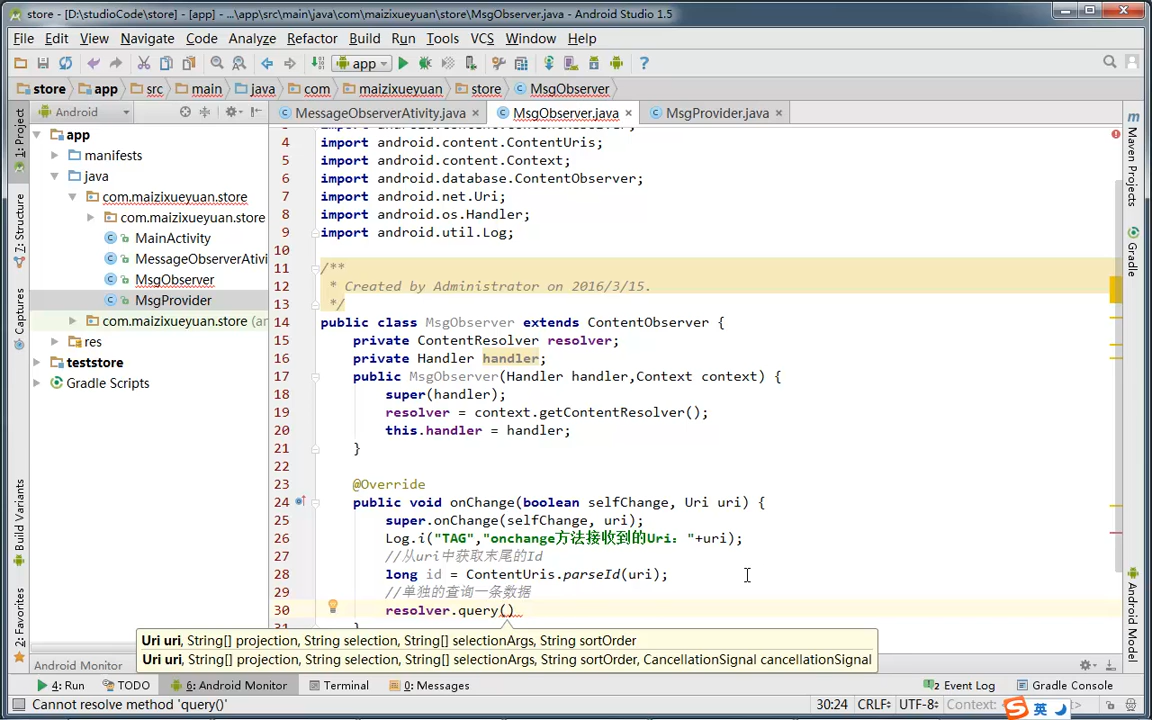 store - [D:\studioCode\store] - [app] - ...\app\src\main\java\com\maizixueyuan\store\MsgObserver.java - Android Studio 1.5
File Edit View Navigate Code Analyze Refactor Build Run Tools VCS Window Help
app
store app src main java com maizixueyuan store MsgObserver
Android
MessageObserverAtivity.java MsgObserver.java MsgProvider.java
1: Project
7: Structure
Captures
Build Variants
2: Favorites
app
manifests
java
com.maizixueyuan.store
com.maizixueyuan.store
MainActivity
MessageObserverAtivi
MsgObserver
MsgProvider
com.maizixueyuan.store (an
res
teststore
Gradle Scripts
4 import android.content.ContentUris;
5 import android.content.Context;
6 import android.database.ContentObserver;
7 import android.net.Uri;
8 import android.os.Handler;
9 import android.util.Log;
10
11 /**
12 * Created by Administrator on 2016/3/15.
13 */
14 public class MsgObserver extends ContentObserver {
15 private ContentResolver resolver;
16 private Handler handler;
17 public MsgObserver(Handler handler,Context context) {
18 super(handler);
19 resolver = context.getContentResolver();
20 this.handler = handler;
21 }
22
23 @Override
24 public void onChange(boolean selfChange, Uri uri) {
25 super.onChange(selfChange, uri);
26 Log.i("TAG","onchange方法接收到的Uri："+uri);
27 //从uri中获取末尾的Id
28 long id = ContentUris.parseId(uri);
29 //单独的查询一条数据
30 resolver.query()
Uri uri, String[] projection, String selection, String[] selectionArgs, String sortOrder
Uri uri, String[] projection, String selection, String[] selectionArgs, String sortOrder, CancellationSignal cancellationSignal
Maven Projects
Gradle
Android Model
Android Monitor
4: Run TODO 6: Android Monitor Terminal 0: Messages 2 Event Log Gradle Console
Cannot resolve method 'query()' 30:24 CRLF÷ UTF-8÷ Context:
英